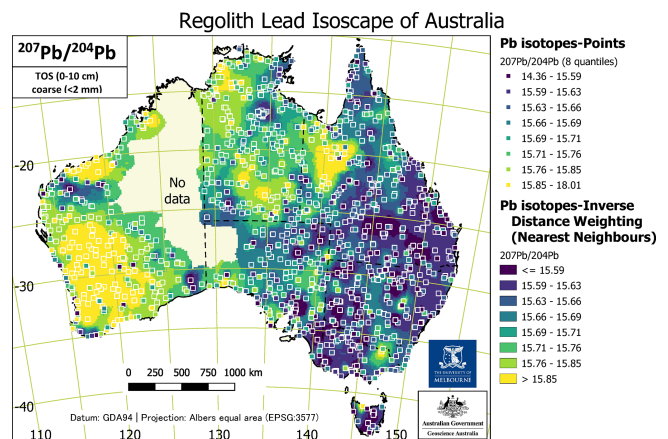 Regolith Lead Isoscape of Australia
207Pb/204Pb
TOS (0-10 cm)
coarse (<2 mm)
120
130
140
150
-20
-30
-40
110
120
130
140
150
No
data
0 250 500 750 1000 km
Datum: GDA94 | Projection: Albers equal area (EPSG:3577)
Pb isotopes-Points
207Pb/204Pb (8 quantiles)
14.36 - 15.59
15.59 - 15.63
15.63 - 15.66
15.66 - 15.69
15.69 - 15.71
15.71 - 15.76
15.76 - 15.85
15.85 - 18.01
Pb isotopes-Inverse
Distance Weighting
(Nearest Neighbours)
207Pb/204Pb
<= 15.59
15.59 - 15.63
15.63 - 15.66
15.66 - 15.69
15.69 - 15.71
15.71 - 15.76
15.76 - 15.85
> 15.85
THE UNIVERSITY OF
MELBOURNE
Australian Government
Geoscience Australia